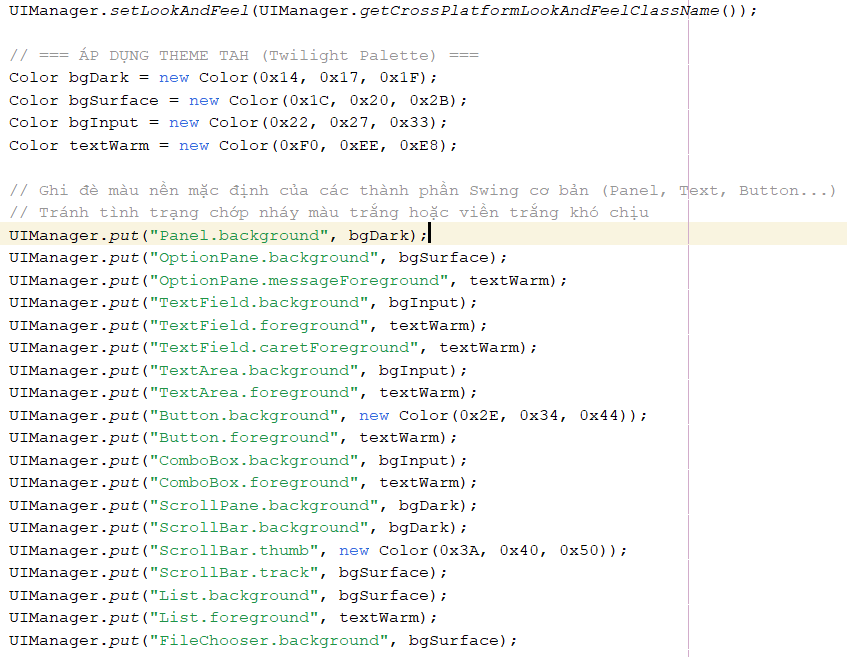 UIManager.setLookAndFeel(UIManager.getCrossPlatformLookAndFeelClassName());
// === ÁP DỤNG THEME TAH (Twilight Palette) ===
Color bgDark = new Color(0x14, 0x17, 0x1F);
Color bgSurface = new Color(0x1C, 0x20, 0x2B);
Color bgInput = new Color(0x22, 0x27, 0x33);
Color textWarm = new Color(0xF0, 0xEE, 0xE8);
// Ghi đè màu nền mặc định của các thành phần Swing cơ bản (Panel, Text, Button...)
// Tránh tình trạng chớp nháy màu trắng hoặc viền trắng khó chịu
UIManager.put("Panel.background", bgDark);
UIManager.put("OptionPane.background", bgSurface);
UIManager.put("OptionPane.messageForeground", textWarm);
UIManager.put("TextField.background", bgInput);
UIManager.put("TextField.foreground", textWarm);
UIManager.put("TextField.caretForeground", textWarm);
UIManager.put("TextArea.background", bgInput);
UIManager.put("TextArea.foreground", textWarm);
UIManager.put("Button.background", new Color(0x2E, 0x34, 0x44));
UIManager.put("Button.foreground", textWarm);
UIManager.put("ComboBox.background", bgInput);
UIManager.put("ComboBox.foreground", textWarm);
UIManager.put("ScrollPane.background", bgDark);
UIManager.put("ScrollBar.background", bgDark);
UIManager.put("ScrollBar.thumb", new Color(0x3A, 0x40, 0x50));
UIManager.put("ScrollBar.track", bgSurface);
UIManager.put("List.background", bgSurface);
UIManager.put("List.foreground", textWarm);
UIManager.put("FileChooser.background", bgSurface);